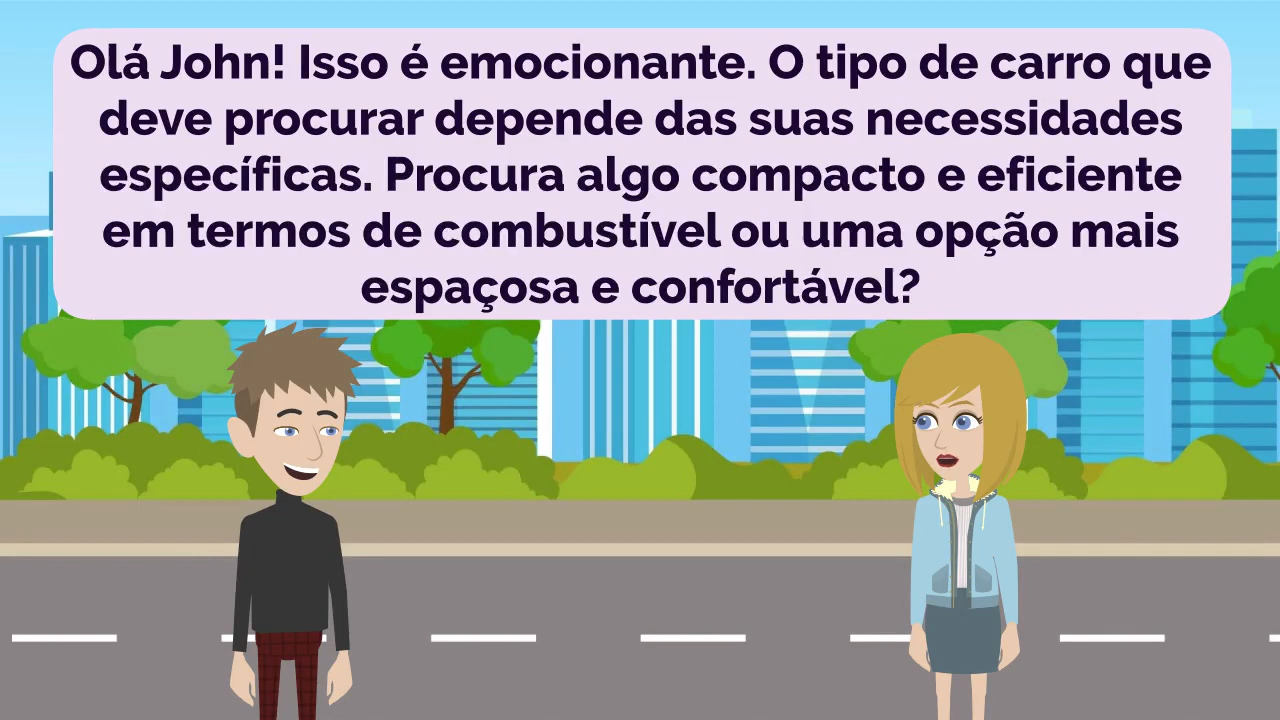 Olá John! Isso é emocionante. O tipo de carro que
deve procurar depende das suas necessidades
específicas. Procura algo compacto e eficiente
em termos de combustível ou uma opção mais
espaçosa e confortável?